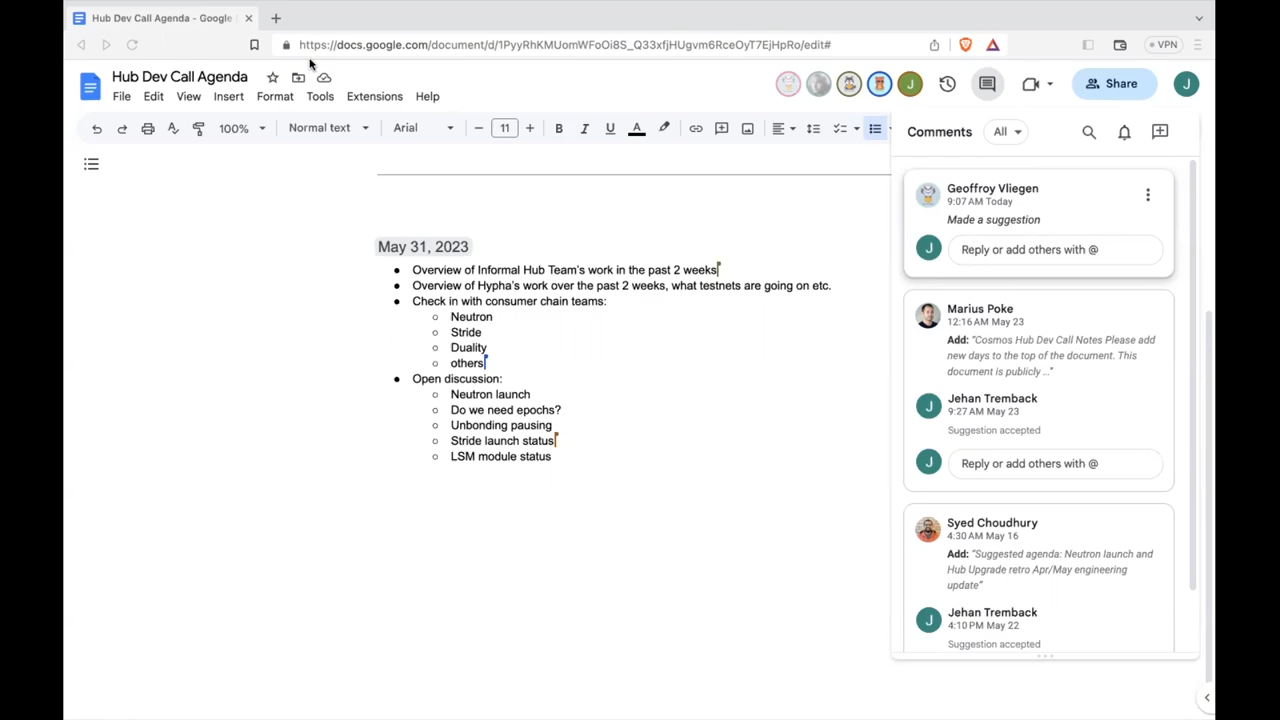 Hub Dev Call Agenda - Google
https://docs.google.com/document/d/1PyyRhKMUomWFoOi8S_Q33xfjHUgvm6RceOyT7EjHpRo/edit#
VPN
Hub Dev Call Agenda
File Edit View Insert Format Tools Extensions Help
Share
J
J
100% Normal text Arial 11 B I U A
Comments All
May 31, 2023
Overview of Informal Hub Team's work in the past 2 weeks
Overview of Hypha's work over the past 2 weeks, what testnets are going on etc.
Check in with consumer chain teams:
Neutron
Stride
Duality
others
Open discussion:
Neutron launch
Do we need epochs?
Unbonding pausing
Stride launch status
LSM module status
Geoffroy Vliegen
9:07 AM Today
Made a suggestion
J
Reply or add others with @
Marius Poke
12:16 AM May 23
Add: "Cosmos Hub Dev Call Notes Please add
new days to the top of the document. This
document is publicly ..."
J
Jehan Tremback
9:27 AM May 23
Suggestion accepted
J
Reply or add others with @
Syed Choudhury
4:30 AM May 16
Add: "Suggested agenda: Neutron launch and
Hub Upgrade retro Apr/May engineering
update"
J
Jehan Tremback
4:10 PM May 22
Suggestion accepted